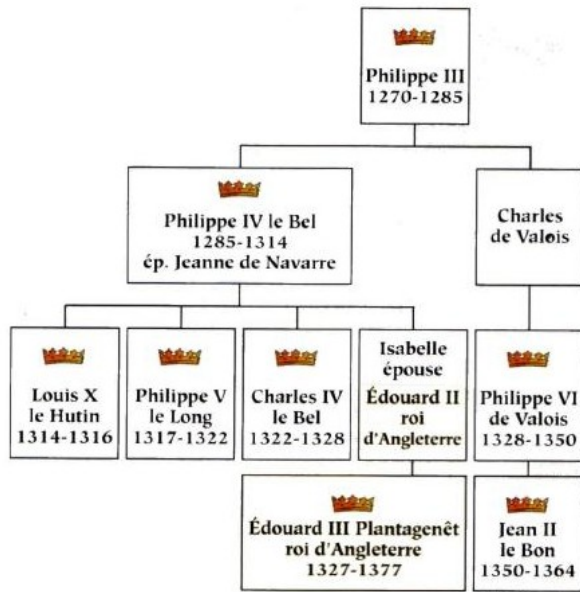 Philippe III
1270-1285
Philippe IV le Bel
1285-1314
ép. Jeanne de Navarre
Charles
de Valois
Louis X
le Hutin
1314-1316
Philippe V
le Long
1317-1322
Charles IV
le Bel
1322-1328
Isabelle
épouse
Édouard II
roi
d'Angleterre
Philippe VI
de Valois
1328-1350
Édouard III Plantagenêt
roi d'Angleterre
1327-1377
Jean II
le Bon
1350-1364